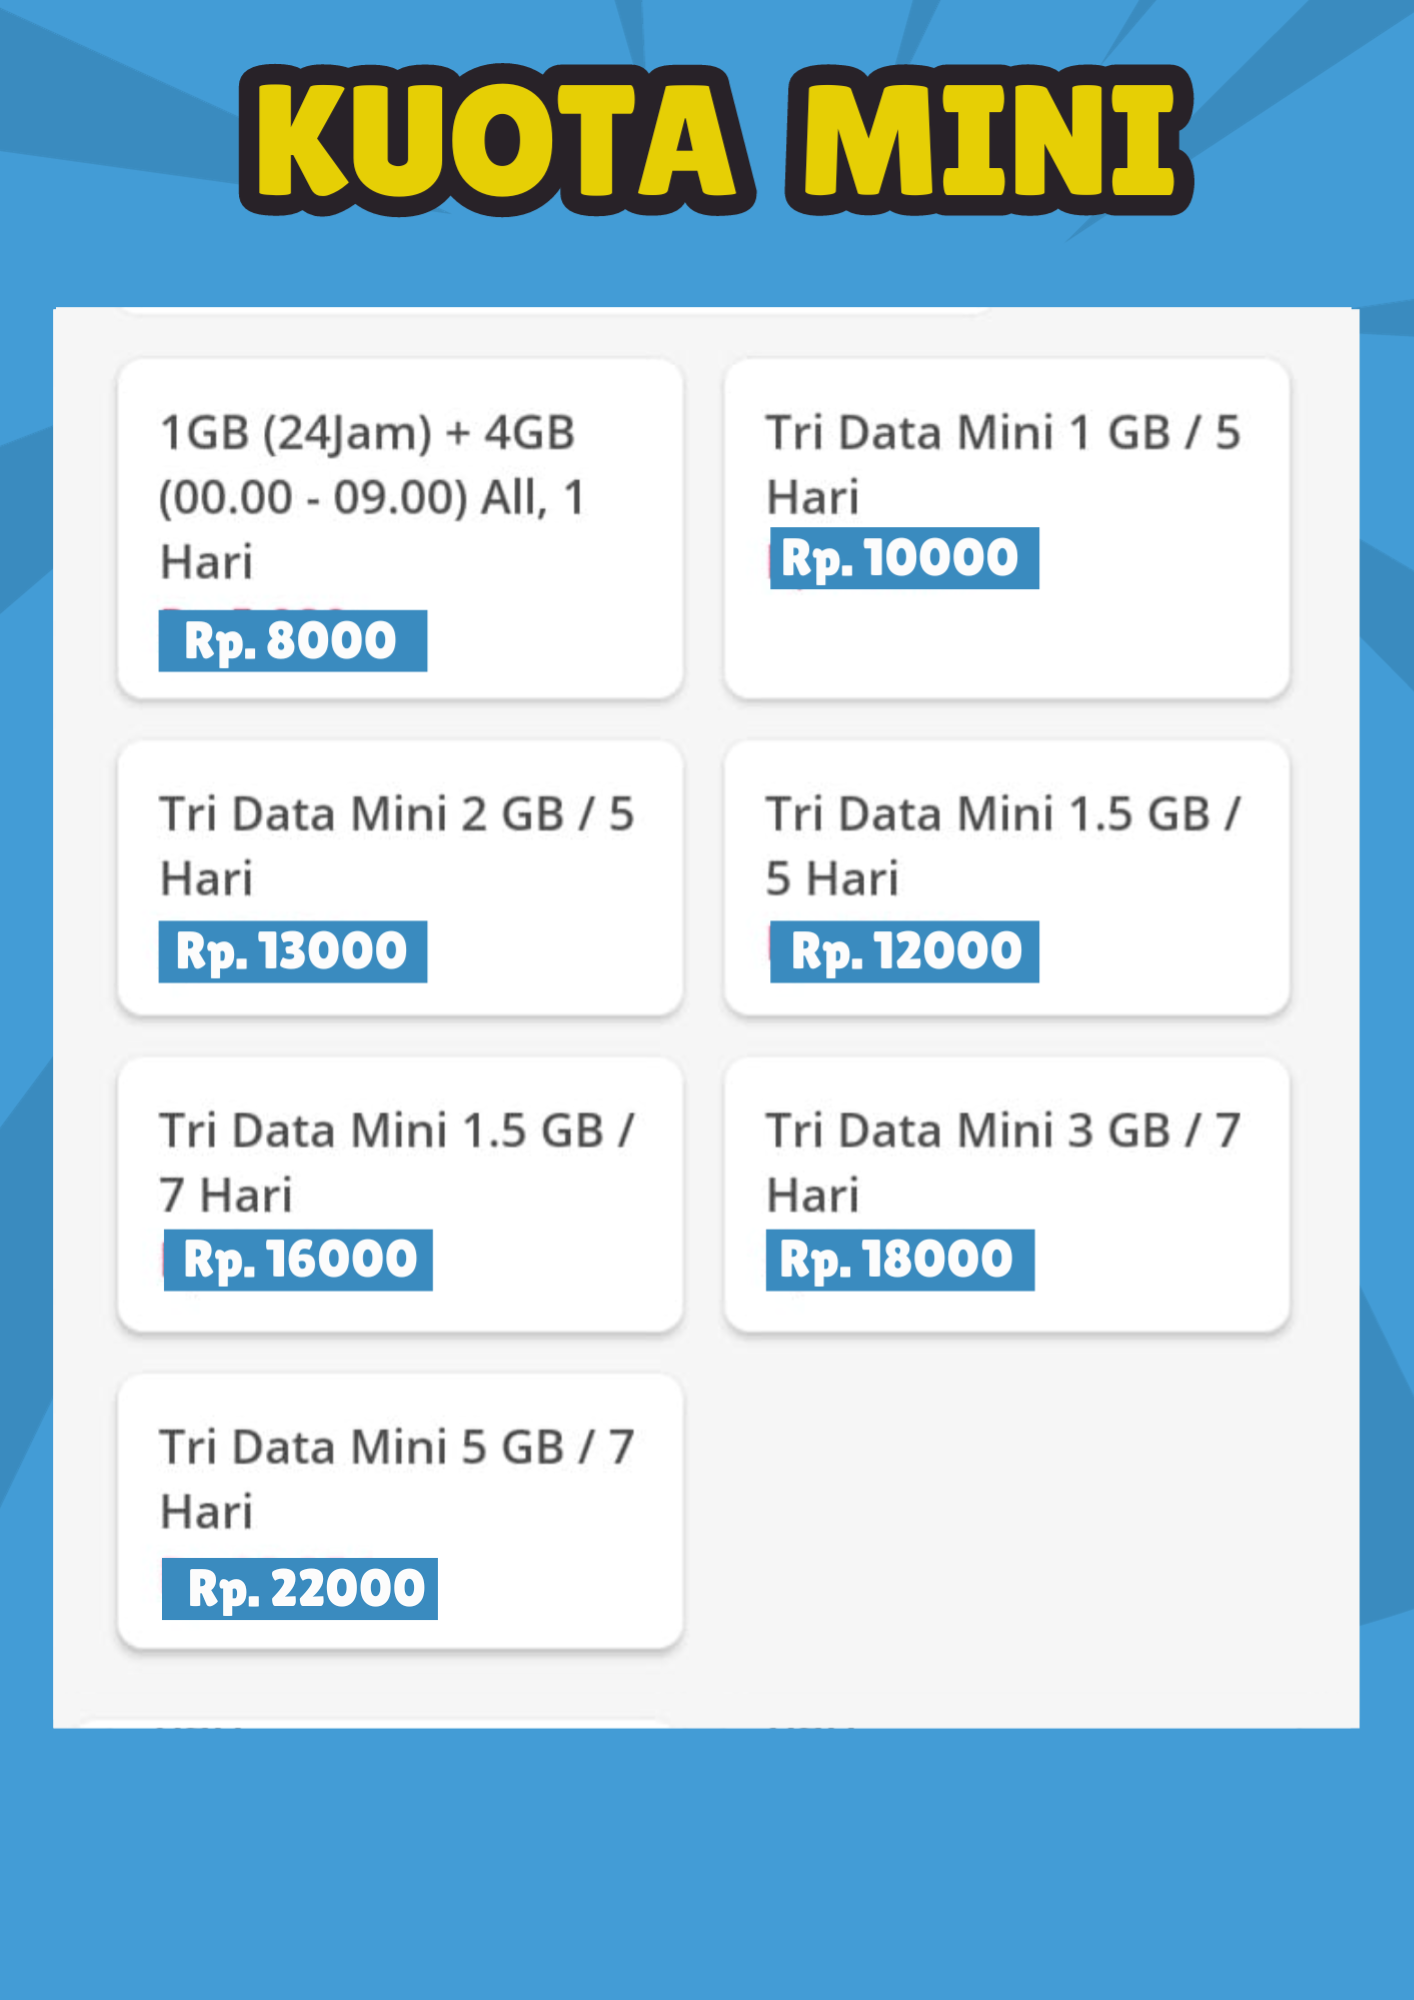 KUOTA MINI
1GB (24Jam) + 4GB
(00.00 - 09.00) All, 1
Hari
Rp. 8000
Tri Data Mini 1 GB / 5
Hari
Rp. 10000
Tri Data Mini 2 GB / 5
Hari
Rp. 13000
Tri Data Mini 1.5 GB /
5 Hari
Rp. 12000
Tri Data Mini 1.5 GB /
7 Hari
Rp. 16000
Tri Data Mini 3 GB / 7
Hari
Rp. 18000
Tri Data Mini 5 GB / 7
Hari
Rp. 22000